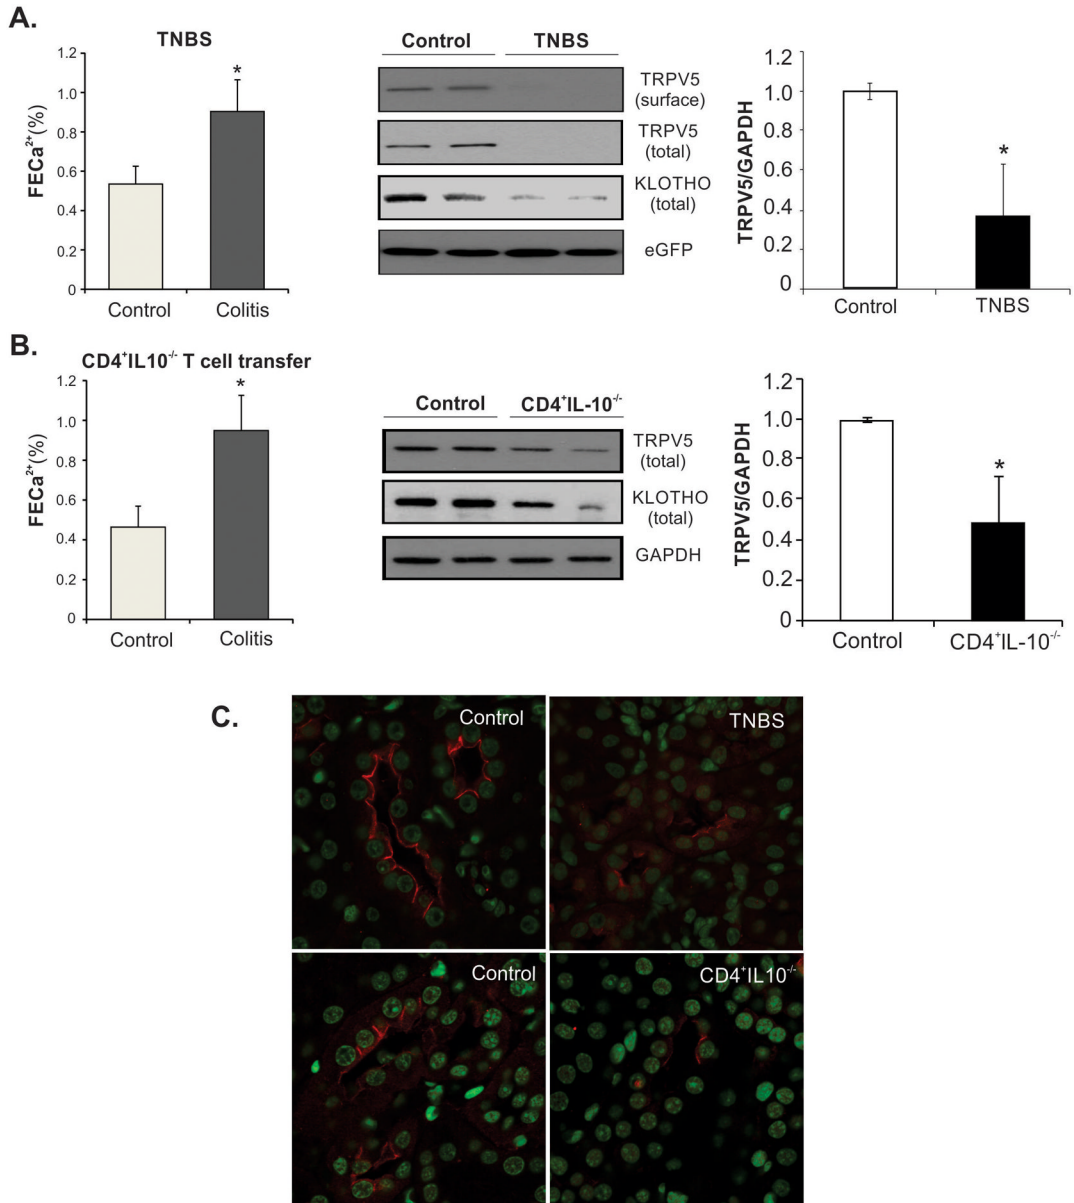 A.
TNBS
FECa²⁺(%)
1.2
1.0
0.8
0.6
0.4
0.2
0
*
Control
Colitis
Control
TNBS
TRPV5
(surface)
TRPV5
(total)
KLOTHO
(total)
eGFP
TRPV5/GAPDH
1.2
1.0
0.8
0.6
0.4
0.2
0
*
Control
TNBS
B.
CD4⁺IL10⁻/⁻ T cell transfer
FECa²⁺(%)
1.2
1.0
0.8
0.6
0.4
0.2
0
*
Control
Colitis
Control
CD4⁺IL-10⁻/⁻
TRPV5
(total)
KLOTHO
(total)
GAPDH
TRPV5/GAPDH
1.2
1.0
0.8
0.6
0.4
0.2
0
*
Control
CD4⁺IL-10⁻/⁻
C.
Control
TNBS
Control
CD4⁺IL10⁻/⁻